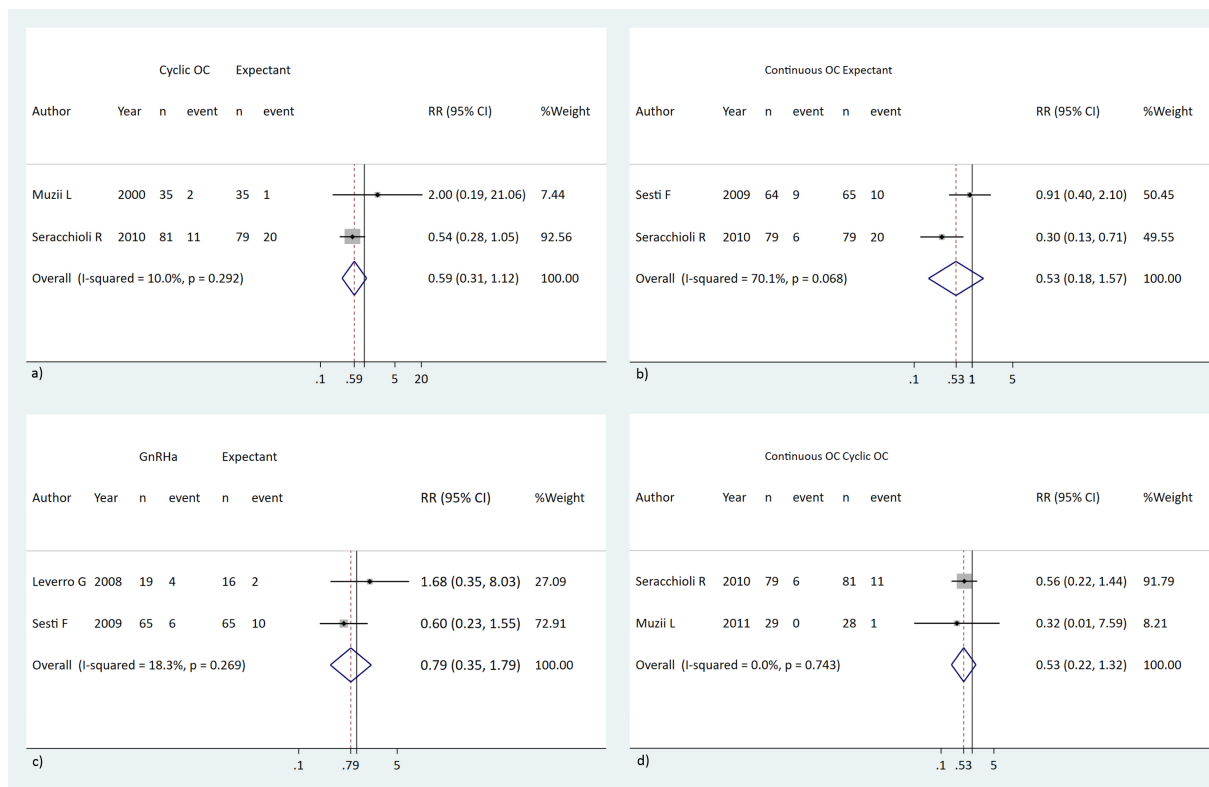 Cyclic OC Expectant
Author Year n event n event RR (95% CI) %Weight
Muzii L 2000 35 2 35 1 2.00 (0.19, 21.06) 7.44
Seracchioli R 2010 81 11 79 20 0.54 (0.28, 1.05) 92.56
Overall (I-squared = 10.0%, p = 0.292) 0.59 (0.31, 1.12) 100.00
.1 .59 5 20
a)
Continuous OC Expectant
Author Year n event n event RR (95% CI) %Weight
Sesti F 2009 64 9 65 10 0.91 (0.40, 2.10) 50.45
Seracchioli R 2010 79 6 79 20 0.30 (0.13, 0.71) 49.55
Overall (I-squared = 70.1%, p = 0.068) 0.53 (0.18, 1.57) 100.00
.1 .53 1 5
b)
GnRHa Expectant
Author Year n event n event RR (95% CI) %Weight
Leverro G 2008 19 4 16 2 1.68 (0.35, 8.03) 27.09
Sesti F 2009 65 6 65 10 0.60 (0.23, 1.55) 72.91
Overall (I-squared = 18.3%, p = 0.269) 0.79 (0.35, 1.79) 100.00
.1 .79 5
c)
Continuous OC Cyclic OC
Author Year n event n event RR (95% CI) %Weight
Seracchioli R 2010 79 6 81 11 0.56 (0.22, 1.44) 91.79
Muzii L 2011 29 0 28 1 0.32 (0.01, 7.59) 8.21
Overall (I-squared = 0.0%, p = 0.743) 0.53 (0.22, 1.32) 100.00
.1 .53 5
d)